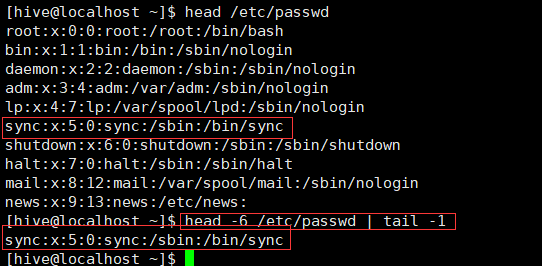 [hive@localhost ~]$ head /etc/passwd
root:x:0:0:root:/root:/bin/bash
bin:x:1:1:bin:/bin:/sbin/nologin
daemon:x:2:2:daemon:/sbin:/sbin/nologin
adm:x:3:4:adm:/var/adm:/sbin/nologin
lp:x:4:7:lp:/var/spool/lpd:/sbin/nologin
sync:x:5:0:sync:/sbin:/bin/sync
shutdown:x:6:0:shutdown:/sbin:/sbin/shutdown
halt:x:7:0:halt:/sbin:/sbin/halt
mail:x:8:12:mail:/var/spool/mail:/sbin/nologin
news:x:9:13:news:/etc/news:
[hive@localhost ~]$ head -6 /etc/passwd | tail -1
sync:x:5:0:sync:/sbin:/bin/sync
[hive@localhost ~]$